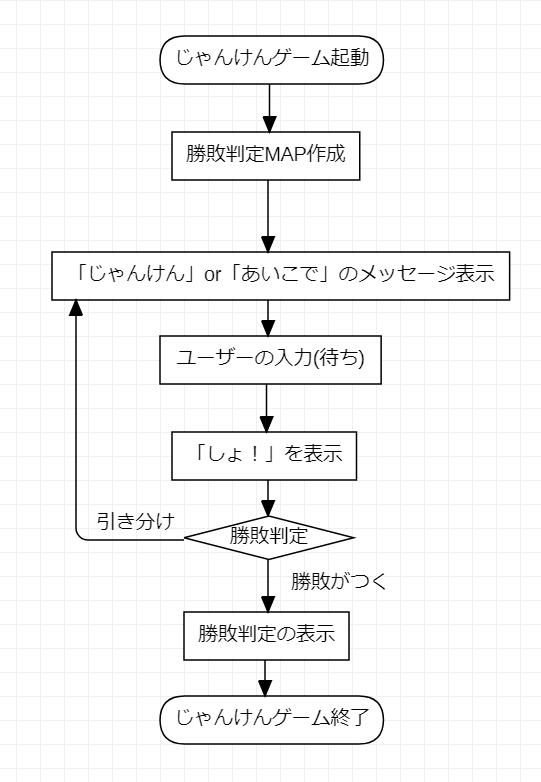 じゃんけんゲーム起動
勝敗判定MAP作成
「じゃんけん」or「あいこで」のメッセージ表示
ユーザーの入力(待ち)
「しょ！」を表示
引き分け
勝敗判定
勝敗がつく
勝敗判定の表示
じゃんけんゲーム終了